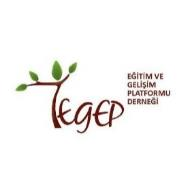 TEGEP
EĞİTİM VE
GELİŞİM
PLATFORMU
DERNEĞİ